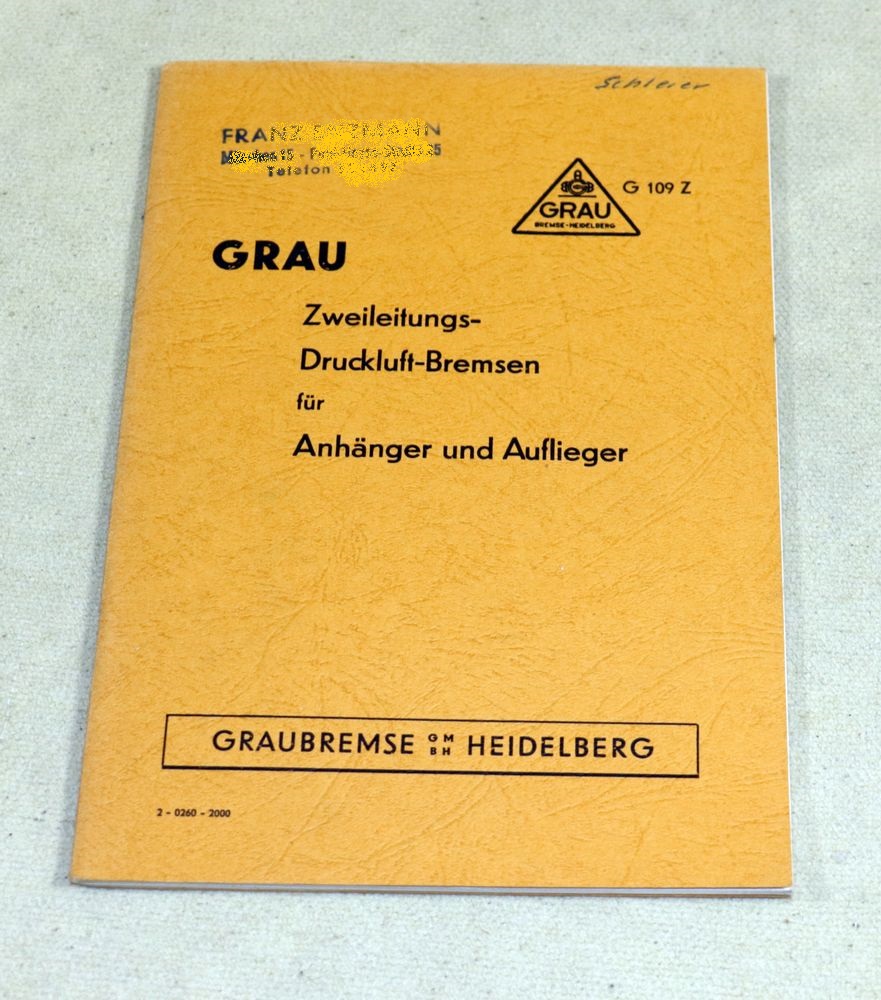 Schleier
FRANZ
Telefon
GRAU
BREMSE-HEIDELBERG
G 109 Z
GRAU
Zweileitungs-
Druckluft-Bremsen
für
Anhänger und Auflieger
GRAUBREMSE GMBH HEIDELBERG
2 - 0260 - 2000